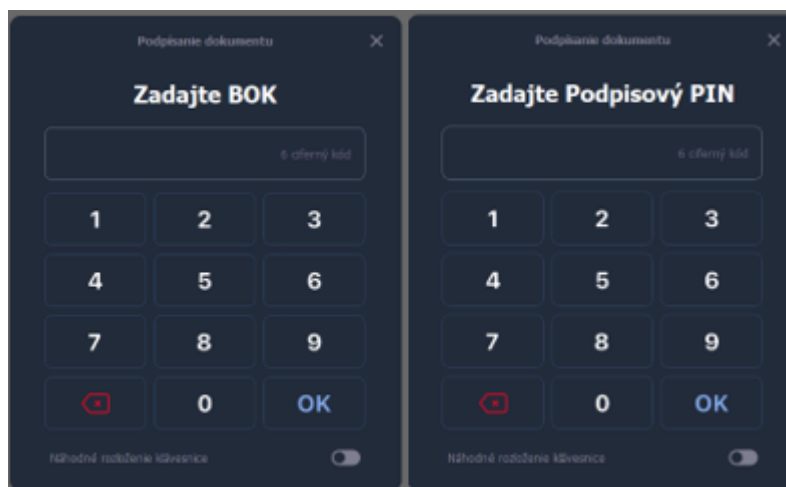 Podpísanie dokumentu
Zadajte BOK
6 ciferný kód
1 2 3
4 5 6
7 8 9
0 OK
Náhodné rozloženie klávesnice
Podpísanie dokumentu
Zadajte Podpisový PIN
6 ciferný kód
1 2 3
4 5 6
7 8 9
0 OK
Náhodné rozloženie klávesnice